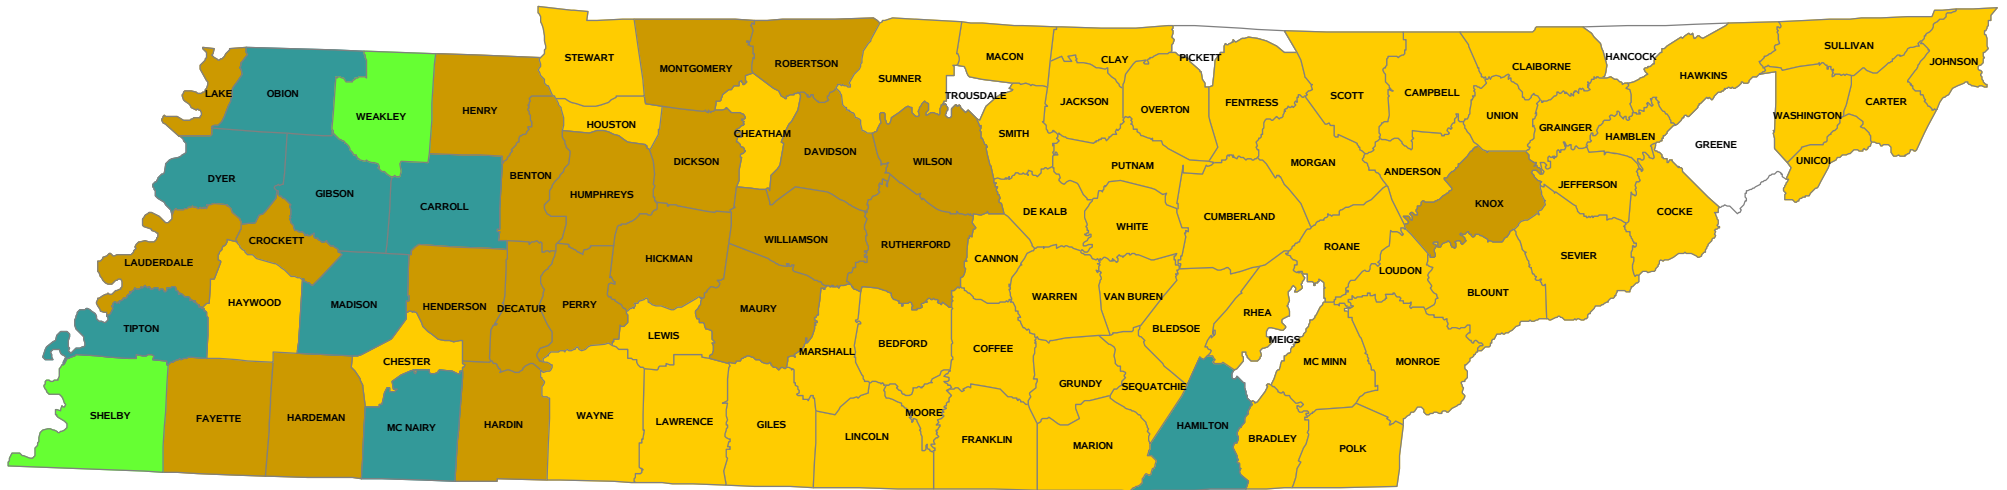 STEWART
MONTGOMERY
ROBERTSON
SUMNER
MACON
CLAY
PICKETT
SCOTT
CAMPBELL
CLAIBORNE
HANCOCK
HAWKINS
SULLIVAN
JOHNSON
LAKE
OBION
WEAKLEY
HENRY
HOUSTON
CHEATHAM
TROUSDALE
JACKSON
OVERTON
FENTRESS
UNION
GRAINGER
HAMBLEN
GREENE
WASHINGTON
CARTER
UNICOI
DYER
GIBSON
CARROLL
BENTON
HUMPHREYS
DICKSON
DAVIDSON
WILSON
SMITH
PUTNAM
MORGAN
ANDERSON
KNOX
JEFFERSON
COCKE
LAUDERDALE
CROCKETT
WILLIAMSON
RUTHERFORD
DE KALB
WHITE
CUMBERLAND
ROANE
LOUDON
SEVIER
BLOUNT
TIPTON
HAYWOOD
MADISON
HENDERSON
DECATUR
PERRY
HICKMAN
MAURY
CANNON
WARREN
VAN BUREN
BLEDSOE
RHEA
MEIGS
MC MINN
MONROE
CHESTER
LEWIS
MARSHALL
BEDFORD
COFFEE
GRUNDY
SEQUATCHIE
SHELBY
FAYETTE
HARDEMAN
MC NAIRY
HARDIN
WAYNE
LAWRENCE
GILES
LINCOLN
MOORE
FRANKLIN
MARION
HAMILTON
BRADLEY
POLK